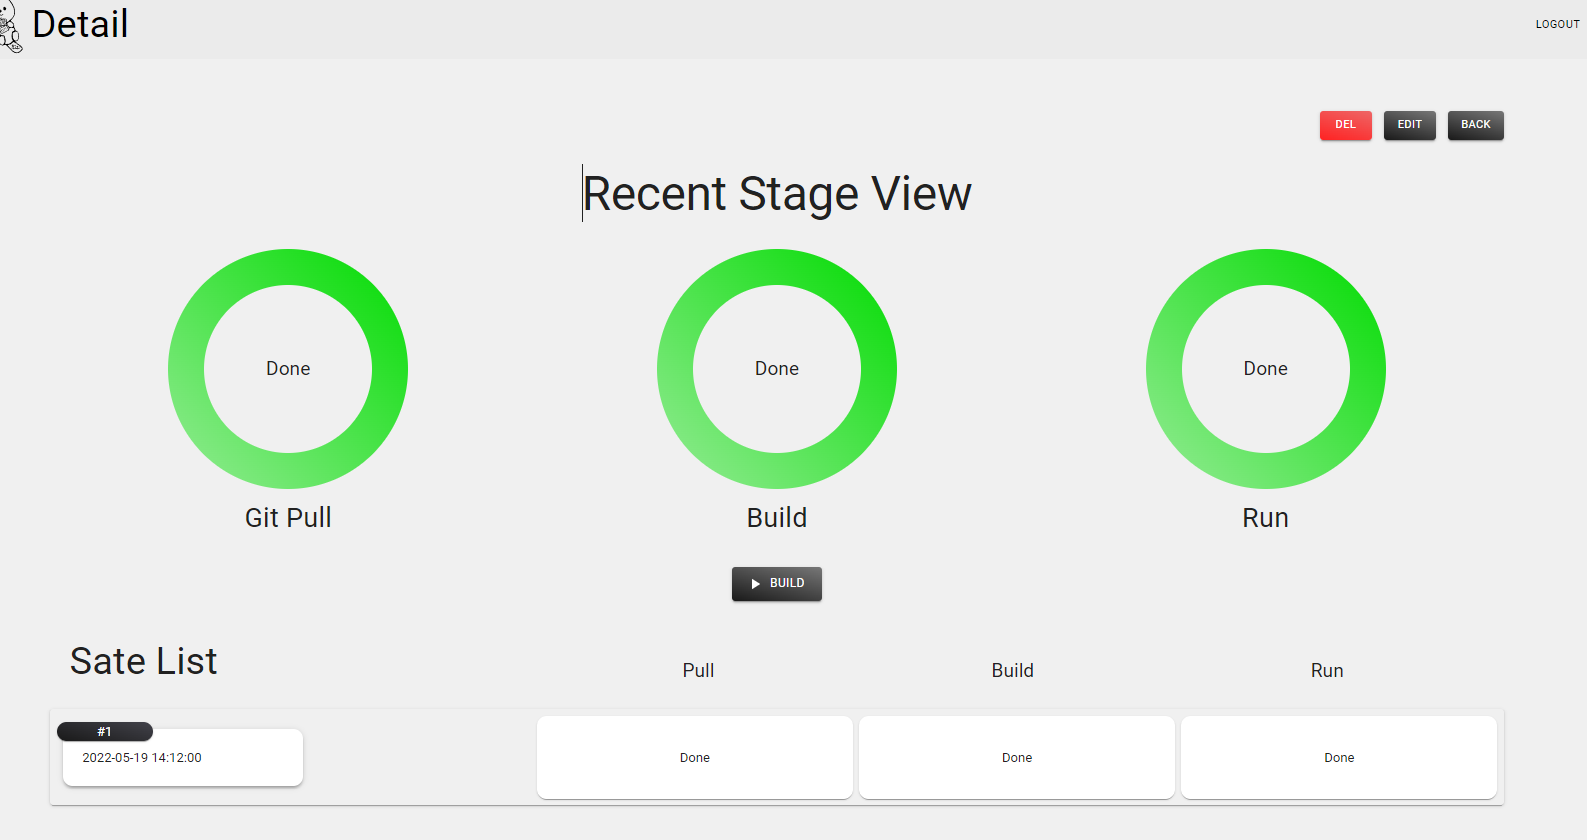 Detail
LOGOUT
DEL EDIT BACK
Recent Stage View
Done Done Done
Git Pull Build Run
BUILD
Sate List Pull Build Run
#1
2022-05-19 14:12:00 Done Done Done